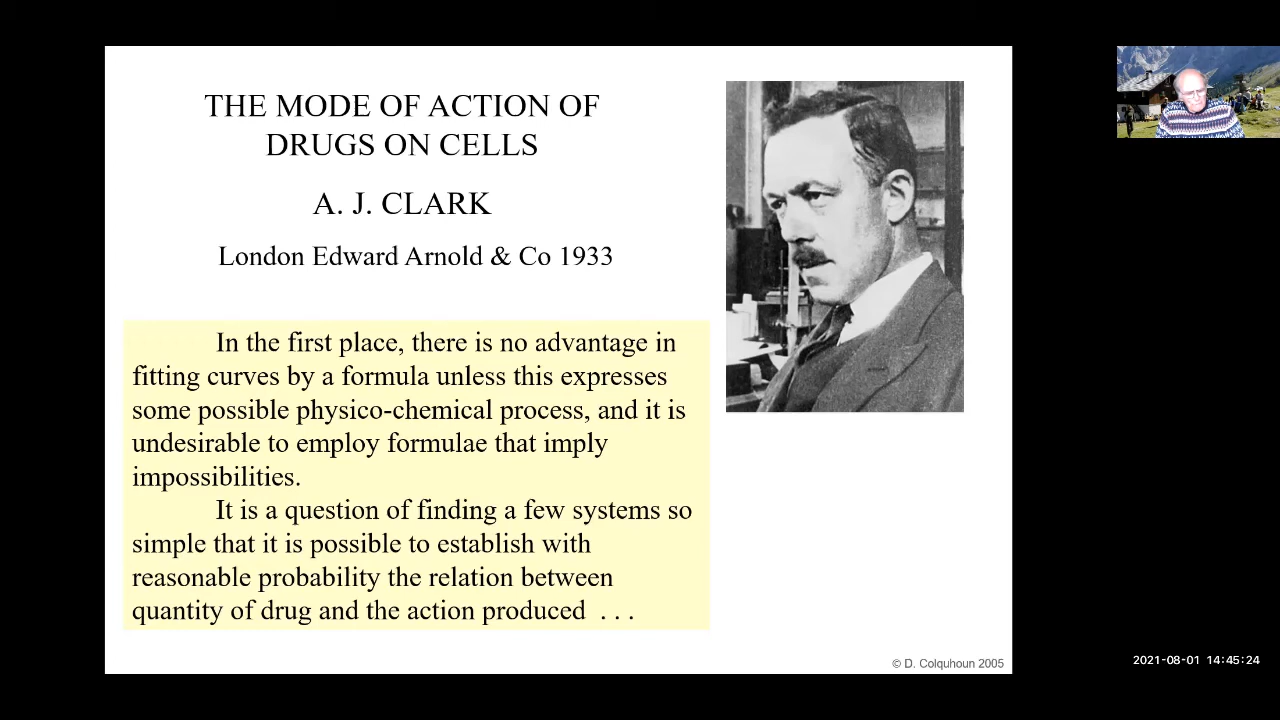 THE MODE OF ACTION OF
DRUGS ON CELLS
A. J. CLARK
London Edward Arnold & Co 1933
In the first place, there is no advantage in
fitting curves by a formula unless this expresses
some possible physico-chemical process, and it is
undesirable to employ formulae that imply
impossibilities.
It is a question of finding a few systems so
simple that it is possible to establish with
reasonable probability the relation between
quantity of drug and the action produced . . .
© D. Colquhoun 2005
2021-08-01 14:45:24